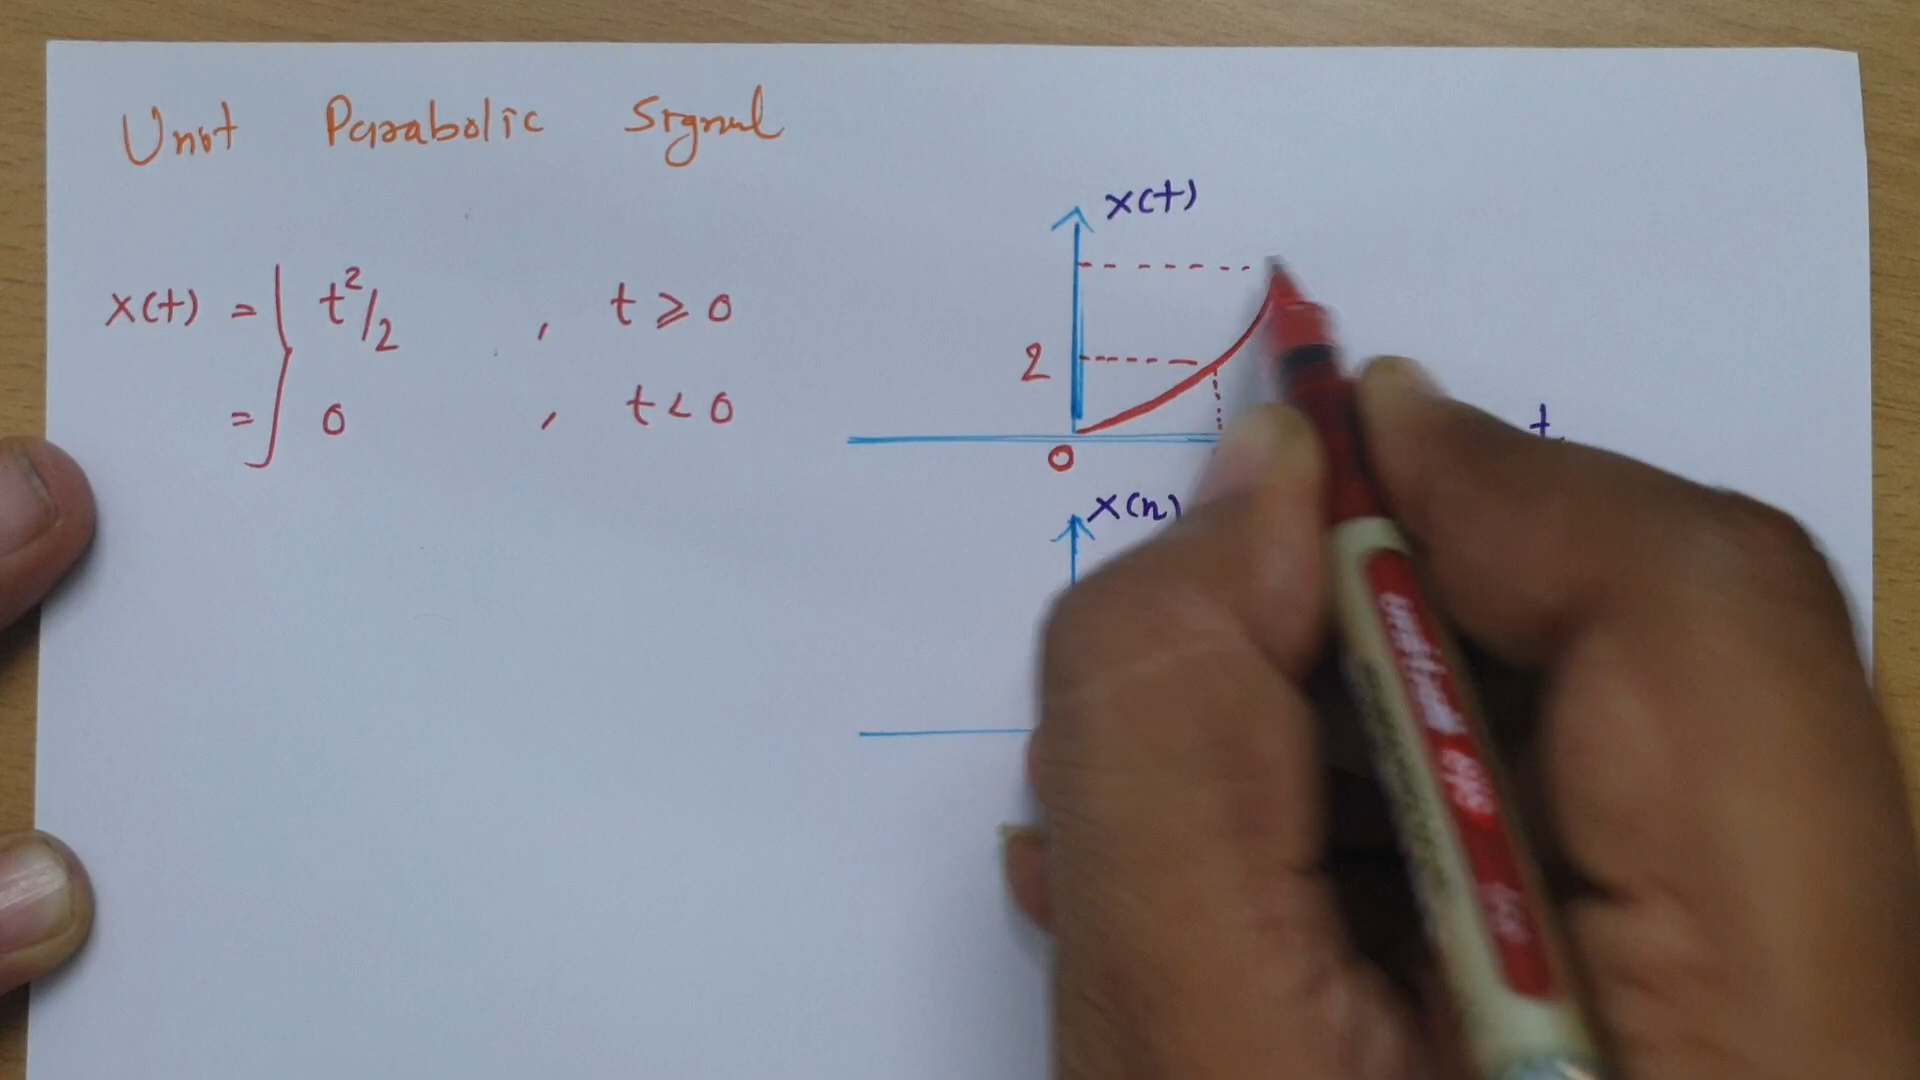 Unit Parabolic Signal
x(t) = { t²/2 , t ≥ 0
= 0 , t < 0
x(t)
2
t
0
x(n)